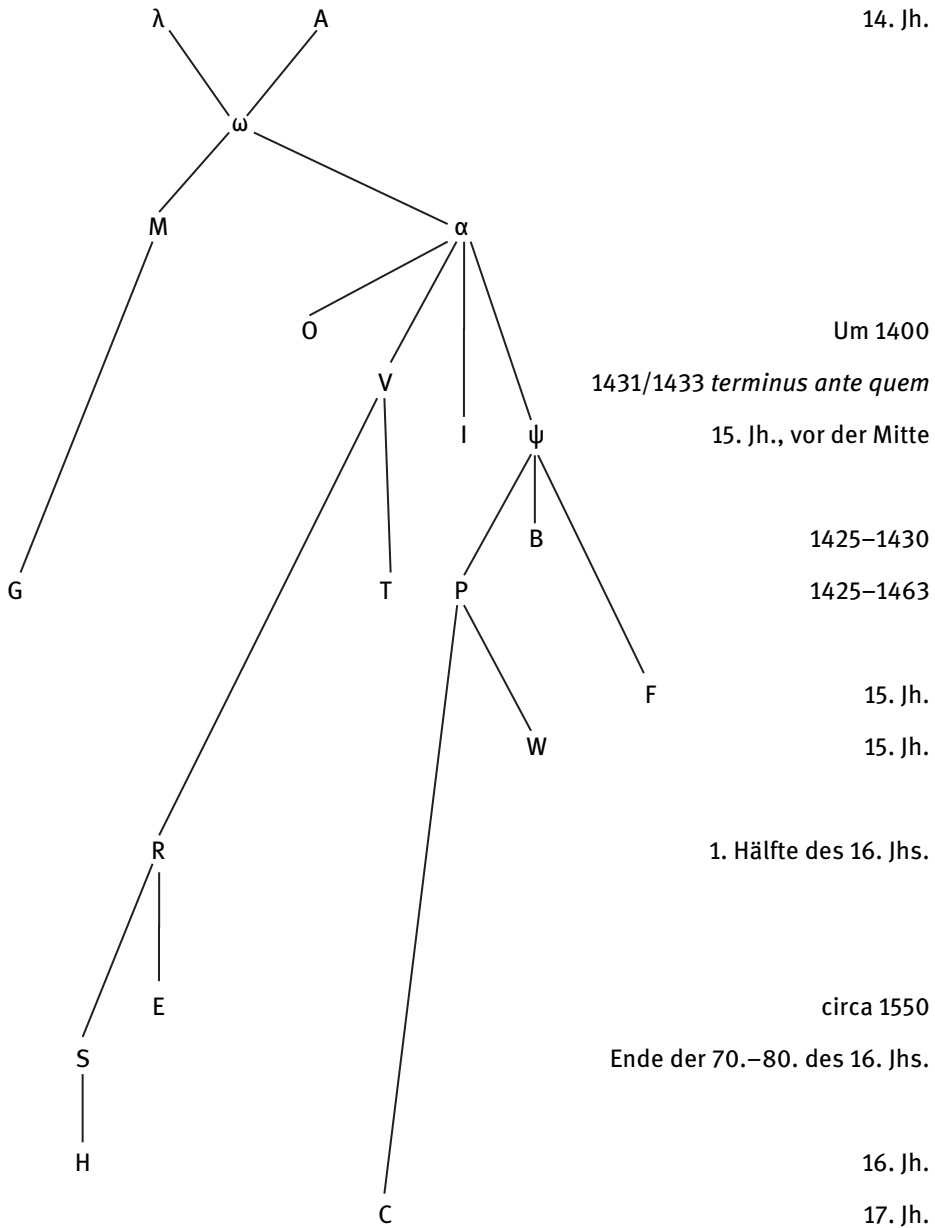 λ A 14. Jh.
ω
M α
O Um 1400
V 1431/1433 terminus ante quem
I ψ 15. Jh., vor der Mitte
B 1425–1430
G T P 1425–1463
F 15. Jh.
W 15. Jh.
R 1. Hälfte des 16. Jhs.
E circa 1550
S Ende der 70.–80. des 16. Jhs.
H 16. Jh.
C 17. Jh.